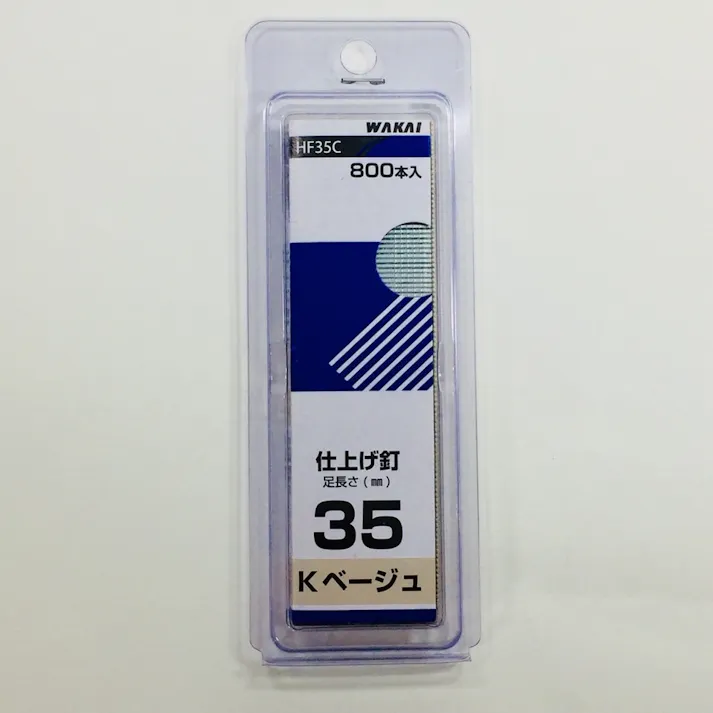 WAKAI
HF35C
800本入
仕上げ釘
足長さ(㎜)
35
Kベージュ